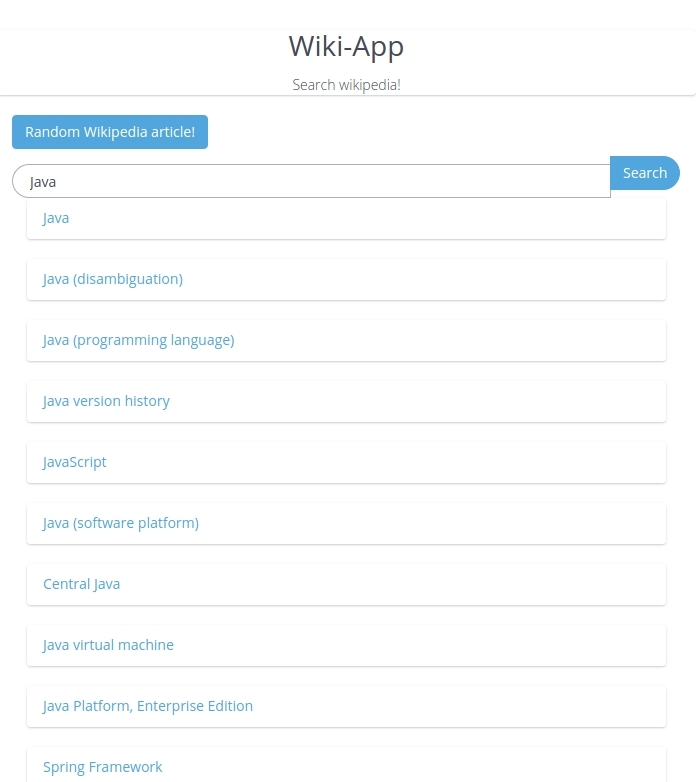 Wiki-App
Search wikipedia!
Random Wikipedia article!
Java
Search
Java
Java (disambiguation)
Java (programming language)
Java version history
JavaScript
Java (software platform)
Central Java
Java virtual machine
Java Platform, Enterprise Edition
Spring Framework